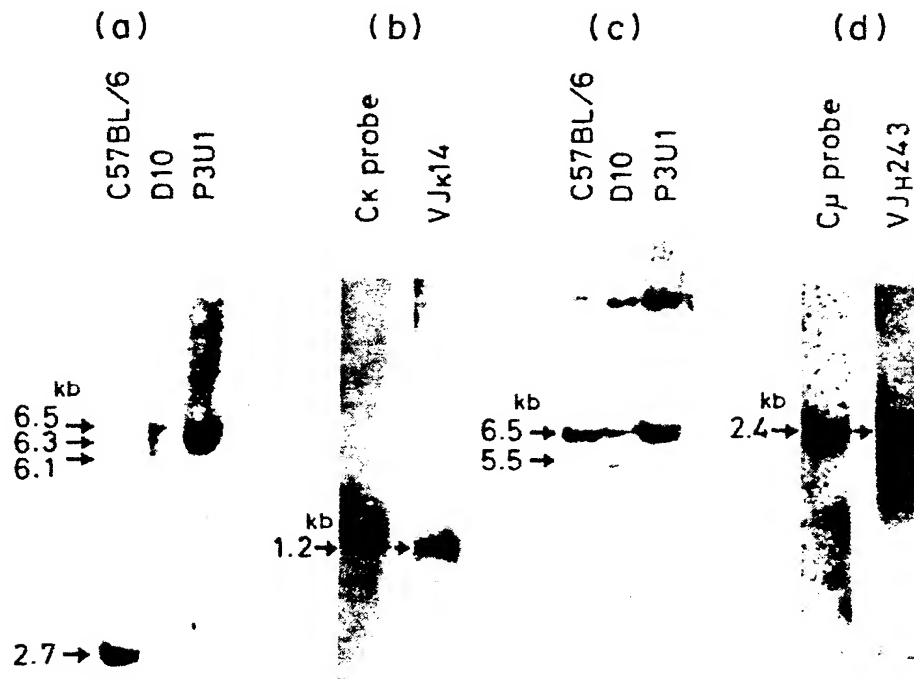 (a)
(b)
(c)
(d)
C57BL/6
D10
P3U1
Cκ probe
VJκ14
C57BL/6
D10
P3U1
Cμ probe
VJH243
kb
6.5
6.3
6.1
2.7
kb
1.2
kb
6.5
5.5
kb
2.4